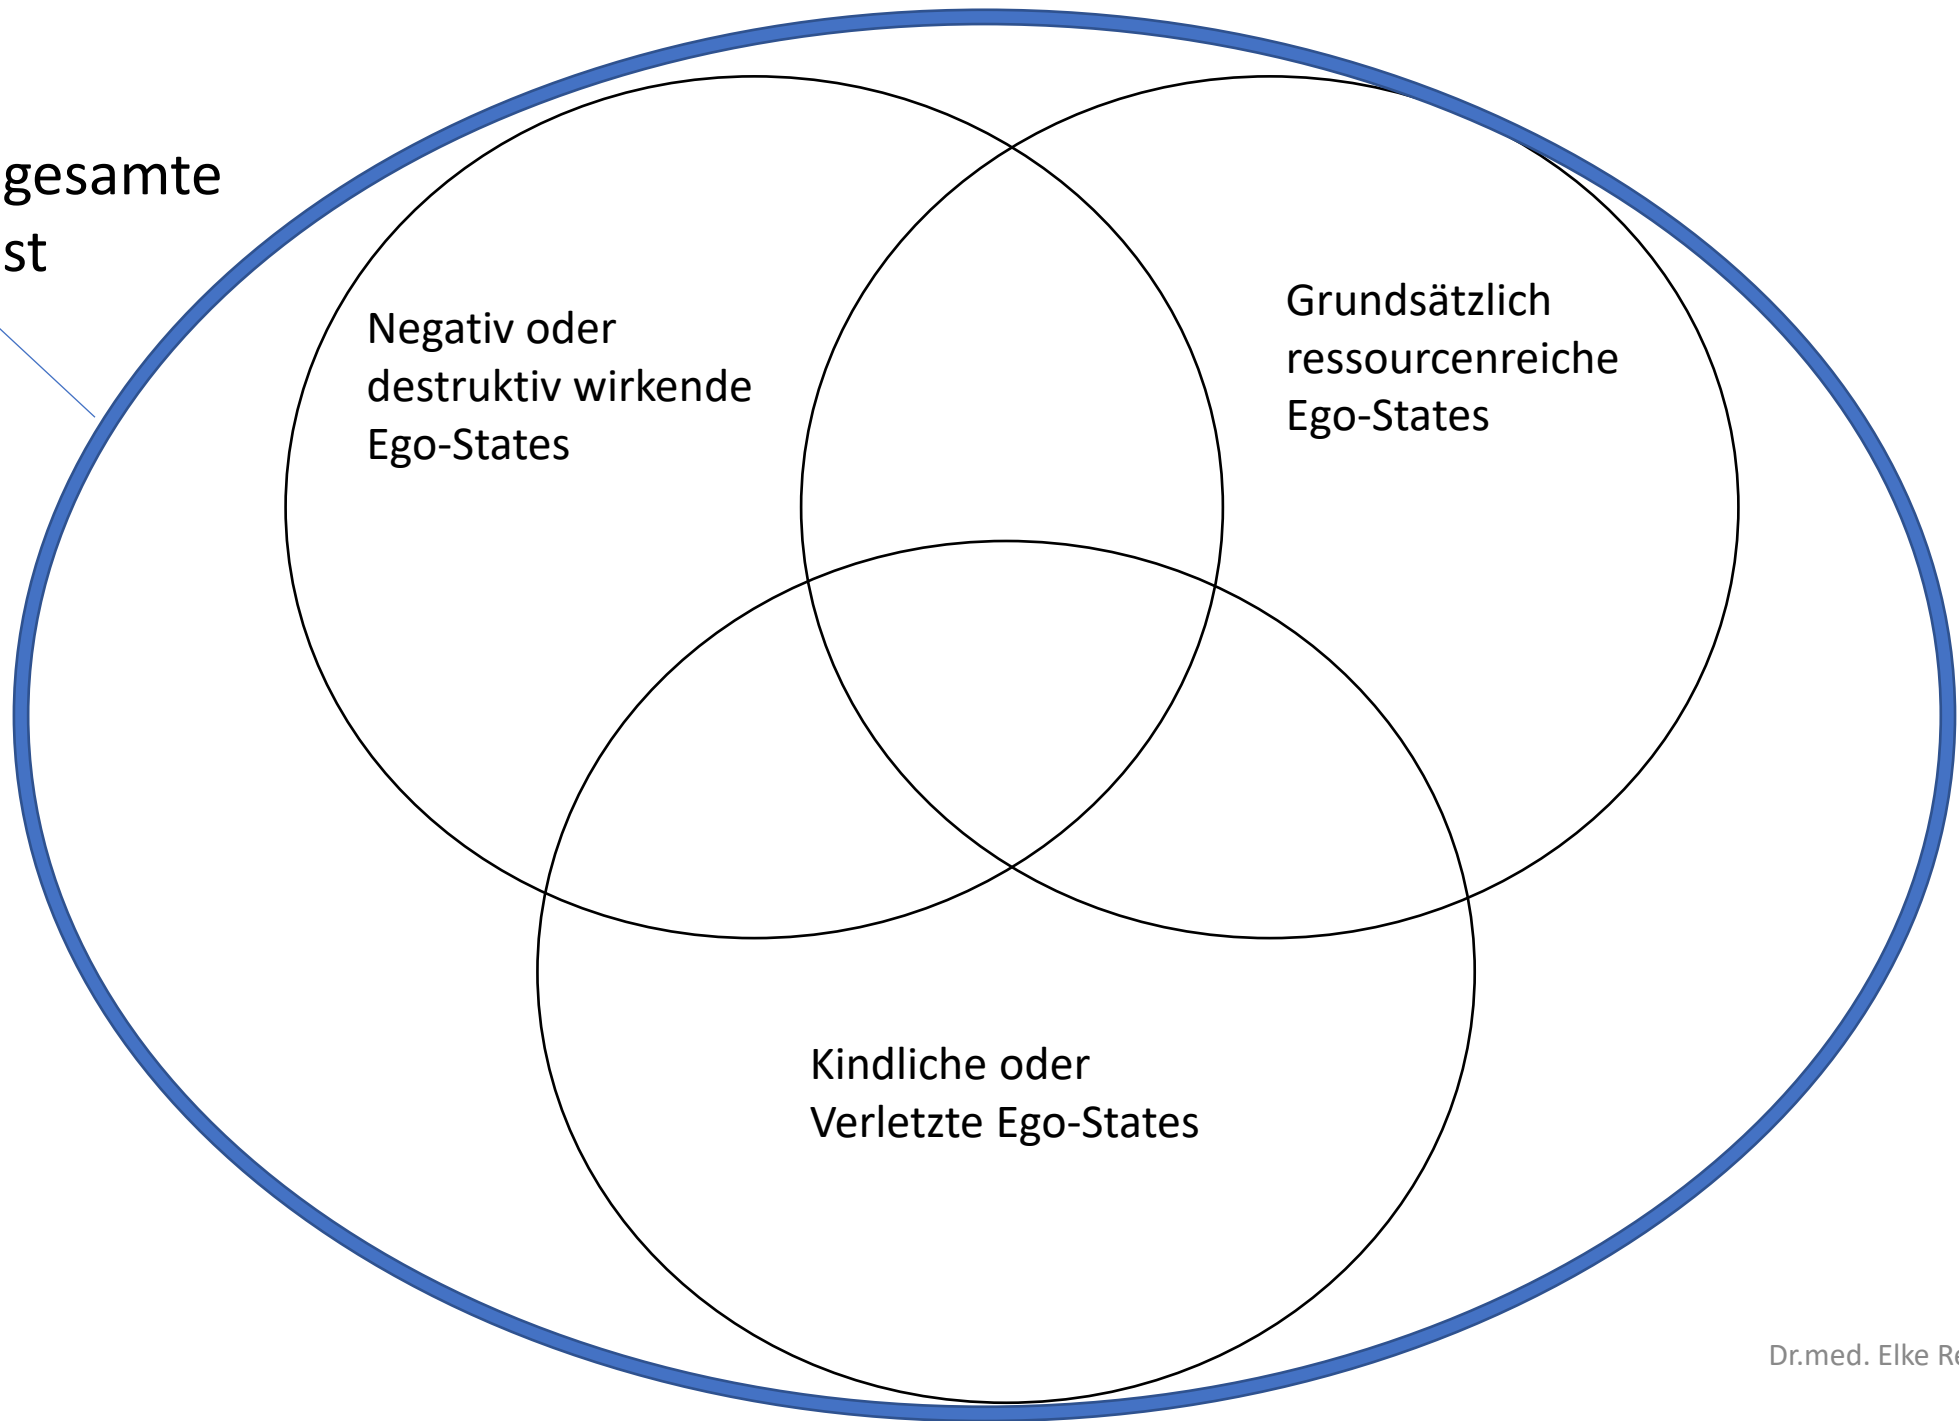 gesamte
st
Negativ oder
destruktiv wirkende
Ego-States
Grundsätzlich
ressourcenreiche
Ego-States
Kindliche oder
Verletzte Ego-States
Dr.med. Elke